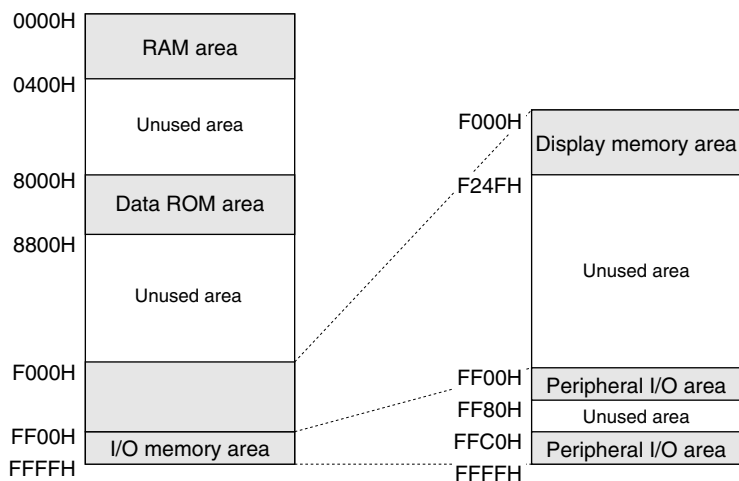 0000H
RAM area
0400H
Unused area
8000H
Data ROM area
8800H
Unused area
F000H
FF00H
I/O memory area
FFFFH
F000H
Display memory area
F24FH
Unused area
FF00H
Peripheral I/O area
FF80H
Unused area
FFC0H
Peripheral I/O area
FFFFH